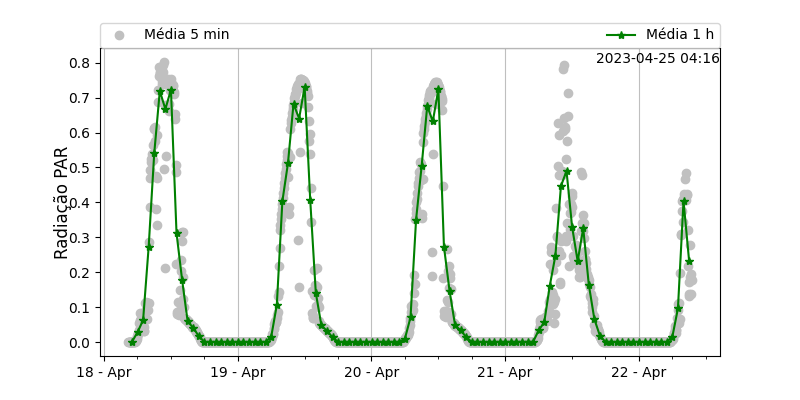 Média 5 min
Média 1 h
2023-04-25 04:16
Radiação PAR
0.8
0.7
0.6
0.5
0.4
0.3
0.2
0.1
0.0
18 - Apr
19 - Apr
20 - Apr
21 - Apr
22 - Apr